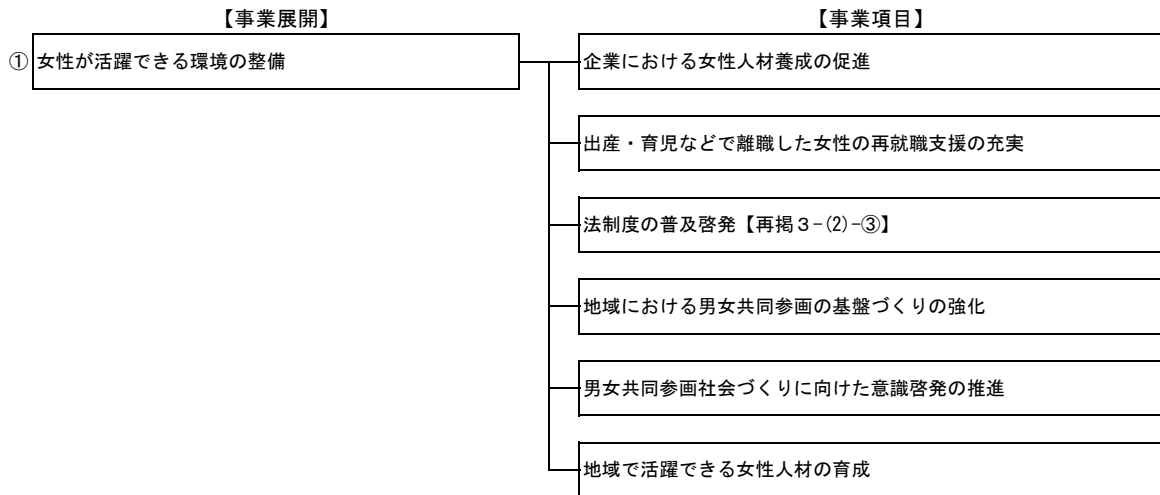 【事業展開】
【事業項目】
① 女性が活躍できる環境の整備
企業における女性人材養成の促進
出産・育児などで離職した女性の再就職支援の充実
法制度の普及啓発【再掲３-(2)-③】
地域における男女共同参画の基盤づくりの強化
男女共同参画社会づくりに向けた意識啓発の推進
地域で活躍できる女性人材の育成